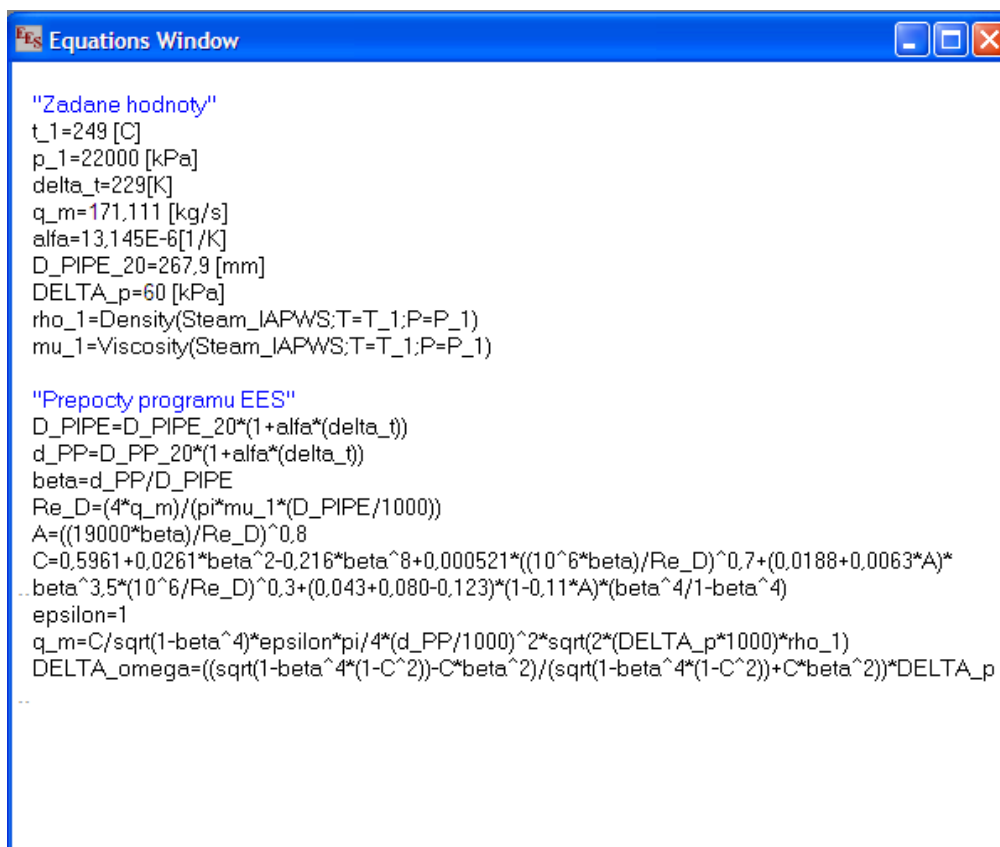 EES Equations Window
"Zadane hodnoty"
t_1=249 [C]
p_1=22000 [kPa]
delta_t=229[K]
q_m=171,111 [kg/s]
alfa=13,145E-6[1/K]
D_PIPE_20=267,9 [mm]
DELTA_p=60 [kPa]
rho_1=Density(Steam_IAPWS;T=T_1;P=P_1)
mu_1=Viscosity(Steam_IAPWS;T=T_1;P=P_1)
"Prepocty programu EES"
D_PIPE=D_PIPE_20*(1+alfa*(delta_t))
d_PP=D_PP_20*(1+alfa*(delta_t))
beta=d_PP/D_PIPE
Re_D=(4*q_m)/(pi*mu_1*(D_PIPE/1000))
A=((19000*beta)/Re_D)^0,8
C=0,5961+0,0261*beta^2-0,216*beta^8+0,000521*((10^6*beta)/Re_D)^0,7+(0,0188+0,0063*A)*
..beta^3,5*(10^6/Re_D)^0,3+(0,043+0,080-0,123)*(1-0,11*A)*(beta^4/1-beta^4)
epsilon=1
q_m=C/sqrt(1-beta^4)*epsilon*pi/4*(d_PP/1000)^2*sqrt(2*(DELTA_p*1000)*rho_1)
DELTA_omega=((sqrt(1-beta^4*(1-C^2))-C*beta^2)/(sqrt(1-beta^4*(1-C^2))+C*beta^2))*DELTA_p
..